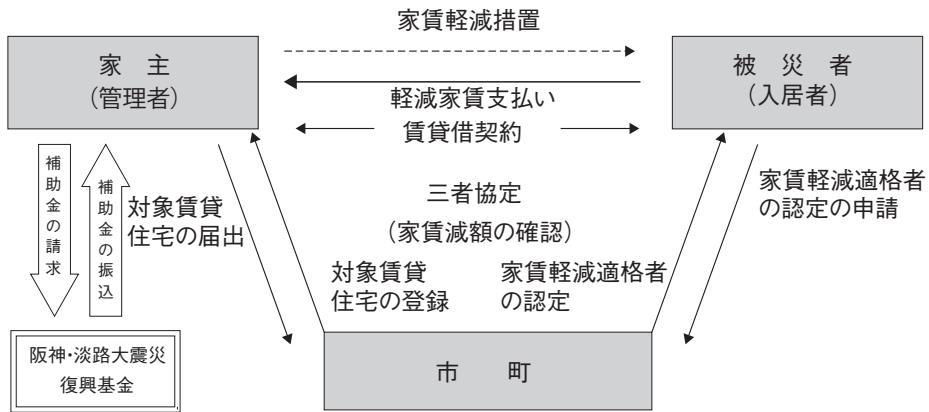 家賃軽減措置
家　主
(管理者)
被　災　者
(入居者)
軽減家賃支払い
賃貸借契約
補助金の請求
補助金の振込
対象賃貸
住宅の届出
三者協定
(家賃減額の確認)
家賃軽減適格者
の認定の申請
対象賃貸
住宅の登録
家賃軽減適格者
の認定
阪神・淡路大震災
復興基金
市　町